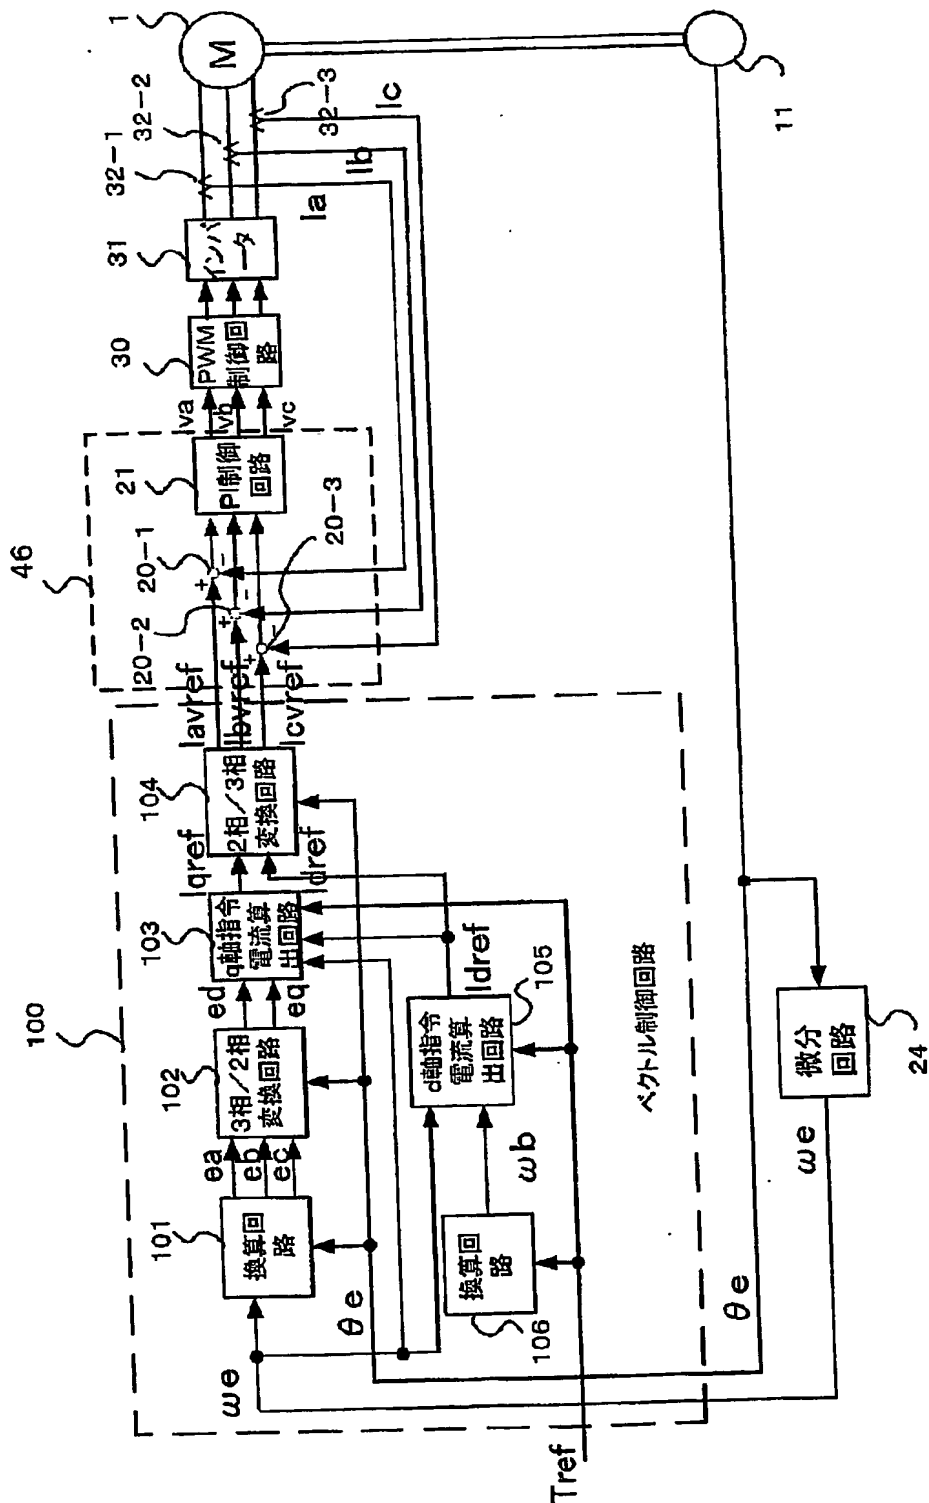 100
46
ωe
101
換算回
路
ea
eb
ec
102
3相/2相
変換回路
ed
eq
103
q軸指令
電流算
出回路
Iqref
Idref
104
2相/3相
変換回路
Iavref
Ibvref
Icvref
20-2
20-1
20-3
+
-
+
-
+
-
21
PI制御
回路
Iva
Ivb
Ivc
30
PWM
制御回
路
31
インバ
ータ
32-1
32-2
32-3
Ia
Ib
Ic
1
M
11
θe
106
換算回
路
ωb
d軸指令
電流算
出回路
105
Idref
Tref
ベクトル制御回路
θe
ωe
微分
回路
24